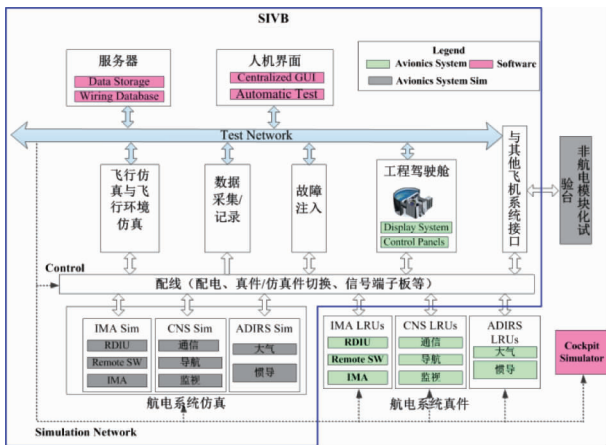 SIVB
服务器
Data Storage
Wiring Database
人机界面
Centralized GUI
Automatic Test
Legend
Avionics System
Software
Avionics System Sim
Test Network
飞行仿
真与飞
行环境
仿真
数据
采集/
记录
故障
注入
工程驾驶舱
Display System
Control Panels
与其他飞机系统接口
非航电模块化试
验台
Control
配线（配电、真件/仿真件切换、信号端子板等）
IMA Sim
RDIU
Remote SW
IMA
CNS Sim
通信
导航
监视
ADIRS Sim
大气
惯导
航电系统仿真
IMA LRUs
RDIU
Remote SW
IMA
CNS LRUs
通信
导航
监视
ADIRS
LRUs
大气
惯导
航电系统真件
Cockpit
Simulator
Simulation Network